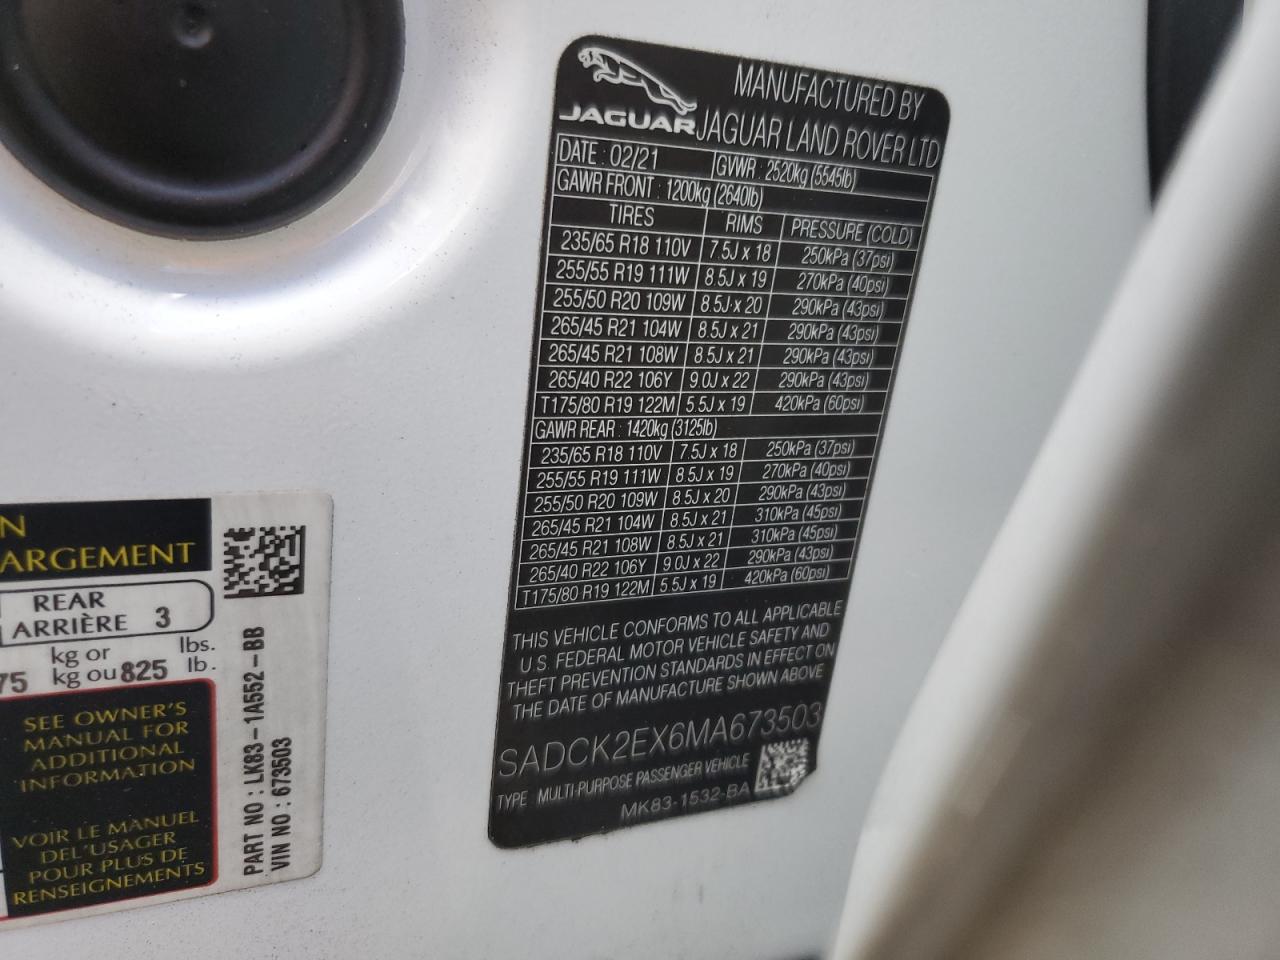 JAGUAR
MANUFACTURED BY
JAGUAR LAND ROVER LTD
DATE : 02/21 GVWR : 2520kg (5545lb)
GAWR FRONT : 1200kg (2640lb)
TIRES RIMS PRESSURE (COLD)
235/65 R18 110V 7.5J x 18 250kPa (37psi)
255/55 R19 111W 8.5J x 19 270kPa (40psi)
255/50 R20 109W 8.5J x 20 290kPa (43psi)
265/45 R21 104W 8.5J x 21 290kPa (43psi)
265/45 R21 108W 8.5J x 21 290kPa (43psi)
265/40 R22 106Y 9.0J x 22 290kPa (43psi)
T175/80 R19 122M 5.5J x 19 420kPa (60psi)
GAWR REAR : 1420kg (3125lb)
235/65 R18 110V 7.5J x 18 250kPa (37psi)
255/55 R19 111W 8.5J x 19 270kPa (40psi)
255/50 R20 109W 8.5J x 20 290kPa (43psi)
265/45 R21 104W 8.5J x 21 310kPa (45psi)
265/45 R21 108W 8.5J x 21 310kPa (45psi)
265/40 R22 106Y 9.0J x 22 290kPa (43psi)
T175/80 R19 122M 5.5J x 19 420kPa (60psi)
THIS VEHICLE CONFORMS TO ALL APPLICABLE
U.S. FEDERAL MOTOR VEHICLE SAFETY AND
THEFT PREVENTION STANDARDS IN EFFECT ON
THE DATE OF MANUFACTURE SHOWN ABOVE
SADCK2EX6MA673503
TYPE MULTI-PURPOSE PASSENGER VEHICLE
MK83-1532-BA
N
ARGEMENT
REAR
ARRIÈRE 3
kg or lbs.
75 kg ou 825 lb.
SEE OWNER'S
MANUAL FOR
ADDITIONAL
INFORMATION
VOIR LE MANUEL
DEL'USAGER
POUR PLUS DE
RENSEIGNEMENTS
PART NO : LK83-1A552-BB
VIN NO : 673503